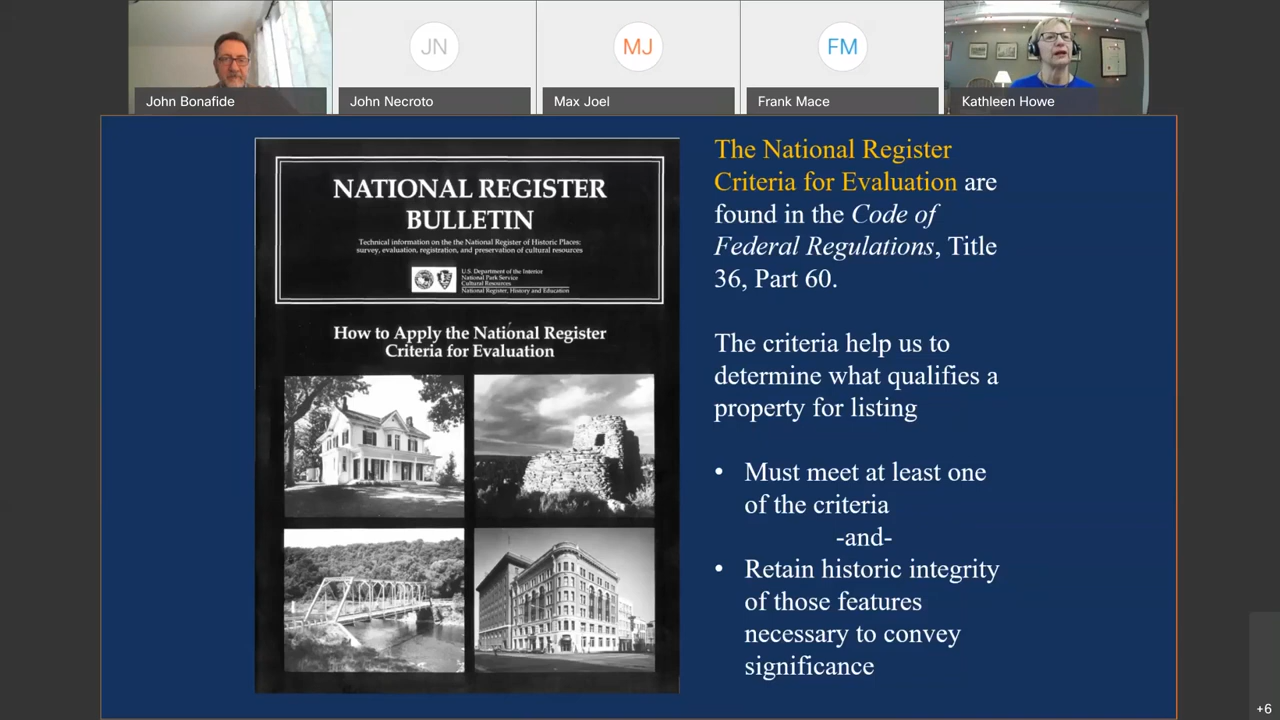 JN
MJ
FM
John Bonafide
John Necroto
Max Joel
Frank Mace
Kathleen Howe
NATIONAL REGISTER
BULLETIN
Technical information on the the National Register of Historic Places:
survey, evaluation, registration, and preservation of cultural resources
U.S. Department of the Interior
National Park Service
Cultural Resources
National Register, History and Education
How to Apply the National Register
Criteria for Evaluation
The National Register
Criteria for Evaluation are
found in the Code of
Federal Regulations, Title
36, Part 60.
The criteria help us to
determine what qualifies a
property for listing
• Must meet at least one
of the criteria
-and-
• Retain historic integrity
of those features
necessary to convey
significance
+6